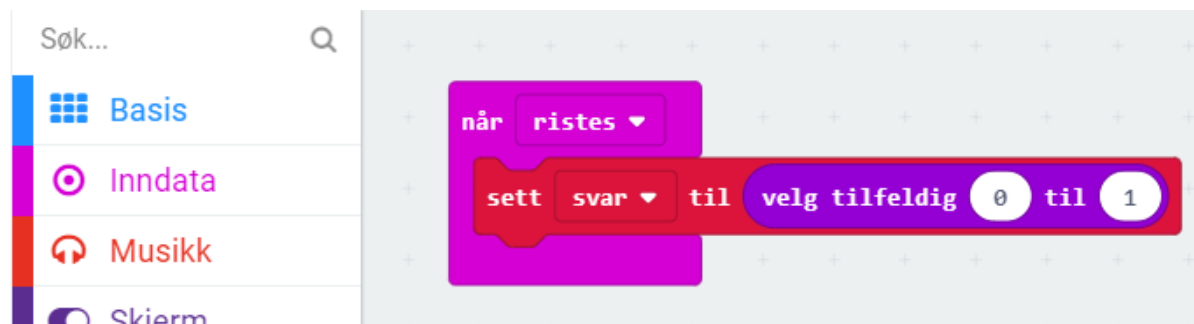 Søk...
Basis
Inndata
Musikk
Skjerm
når ristes
sett svar til velg tilfeldig 0 til 1